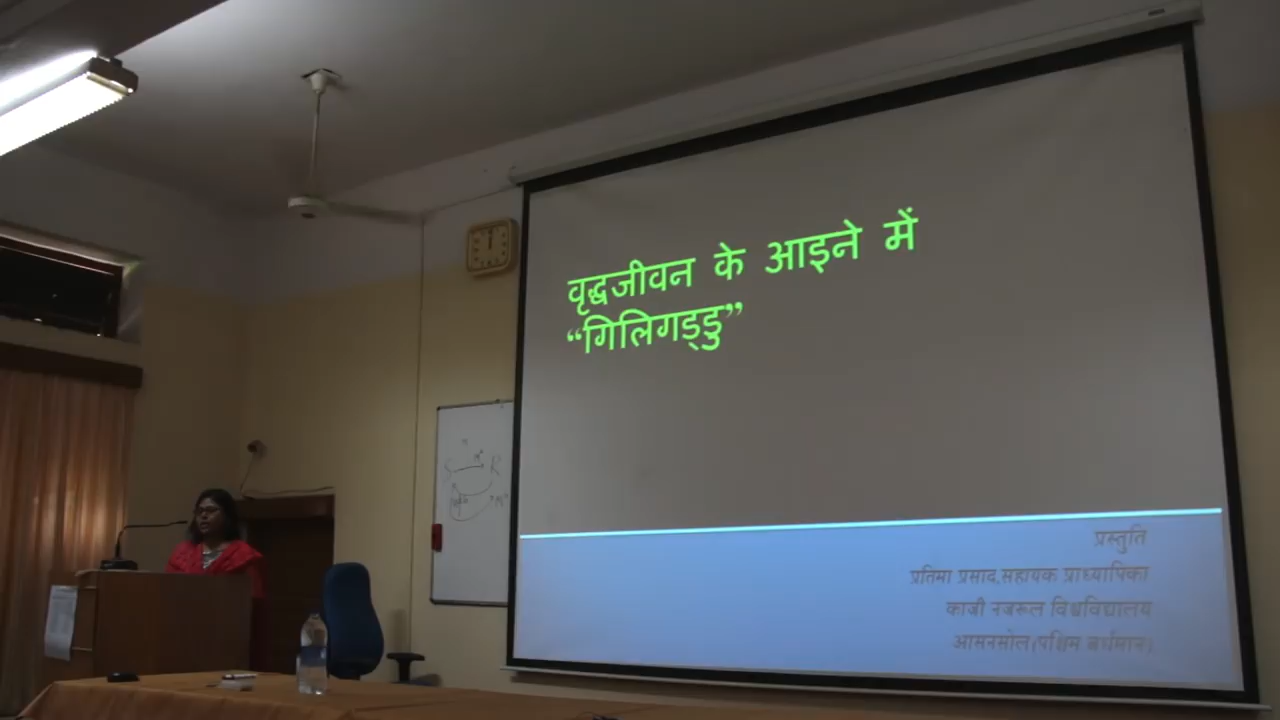 वृद्धजीवन के आइने में
“गिलिगड्डु”
प्रस्तुति
प्रतिमा प्रसाद,सहायक प्राध्यापिका
काजी नजरूल विश्वविद्यालय
आसनसोल(पश्चिम बर्धमान)